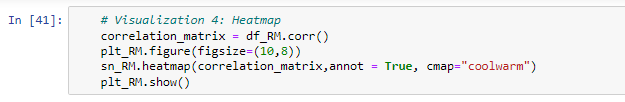 In [41]:
# Visualization 4: Heatmap
correlation_matrix = df_RM.corr()
plt_RM.figure(figsize=(10,8))
sn_RM.heatmap(correlation_matrix,annot = True, cmap="coolwarm")
plt_RM.show()